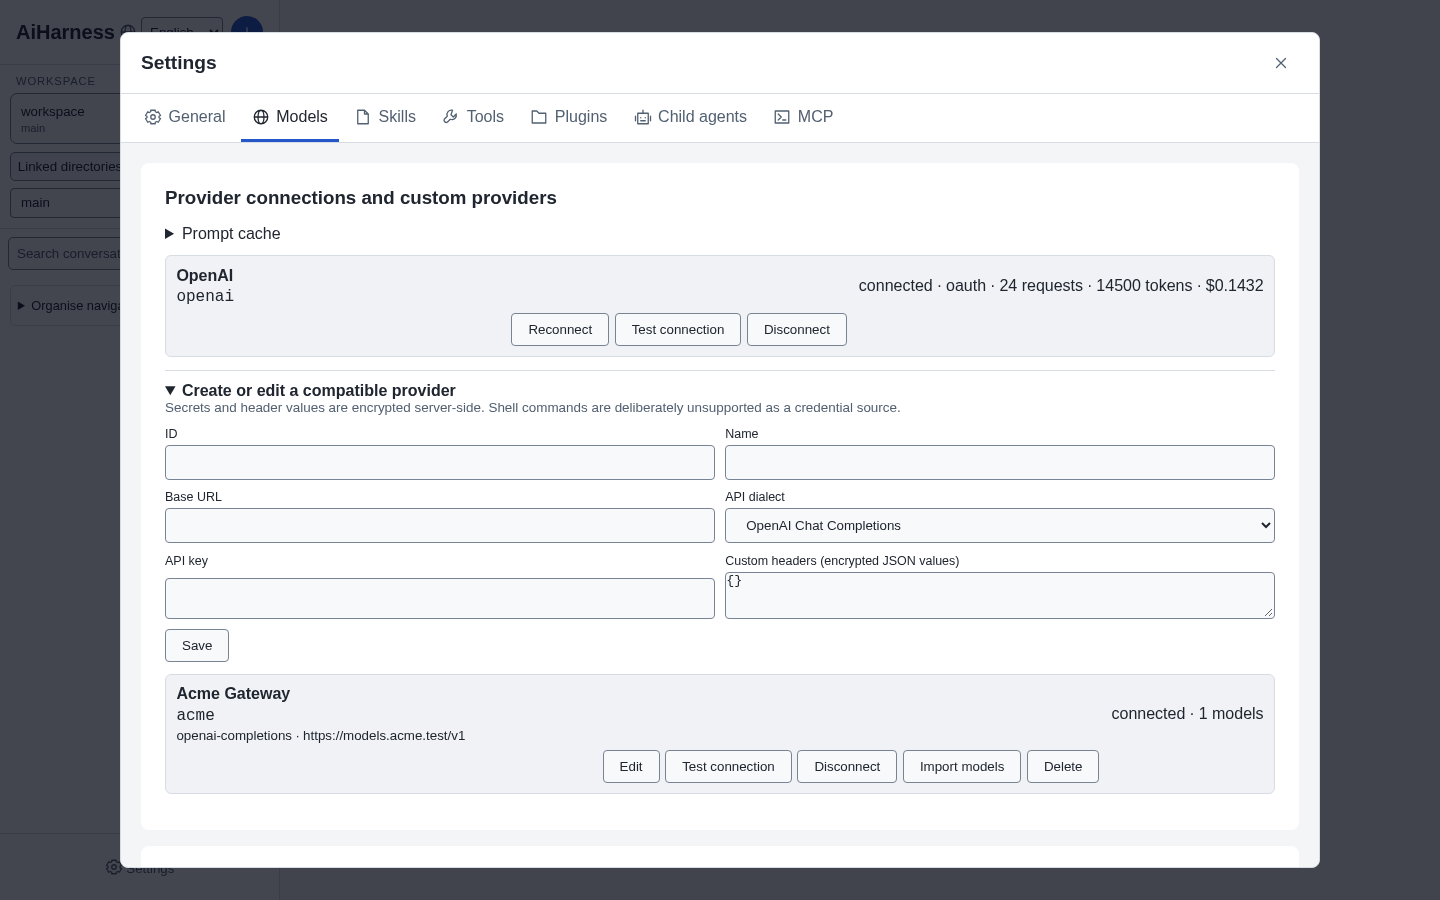 AiHarness
English
WORKSPACE
workspace
main
Linked directories
main
Search conversat
Organise naviga
Settings
Settings
General
Models
Skills
Tools
Plugins
Child agents
MCP
Provider connections and custom providers
Prompt cache
OpenAI
openai
connected · oauth · 24 requests · 14500 tokens · $0.1432
Reconnect
Test connection
Disconnect
Create or edit a compatible provider
Secrets and header values are encrypted server-side. Shell commands are deliberately unsupported as a credential source.
ID
Name
Base URL
API dialect
OpenAI Chat Completions
API key
Custom headers (encrypted JSON values)
{}
Save
Acme Gateway
acme
openai-completions · https://models.acme.test/v1
connected · 1 models
Edit
Test connection
Disconnect
Import models
Delete